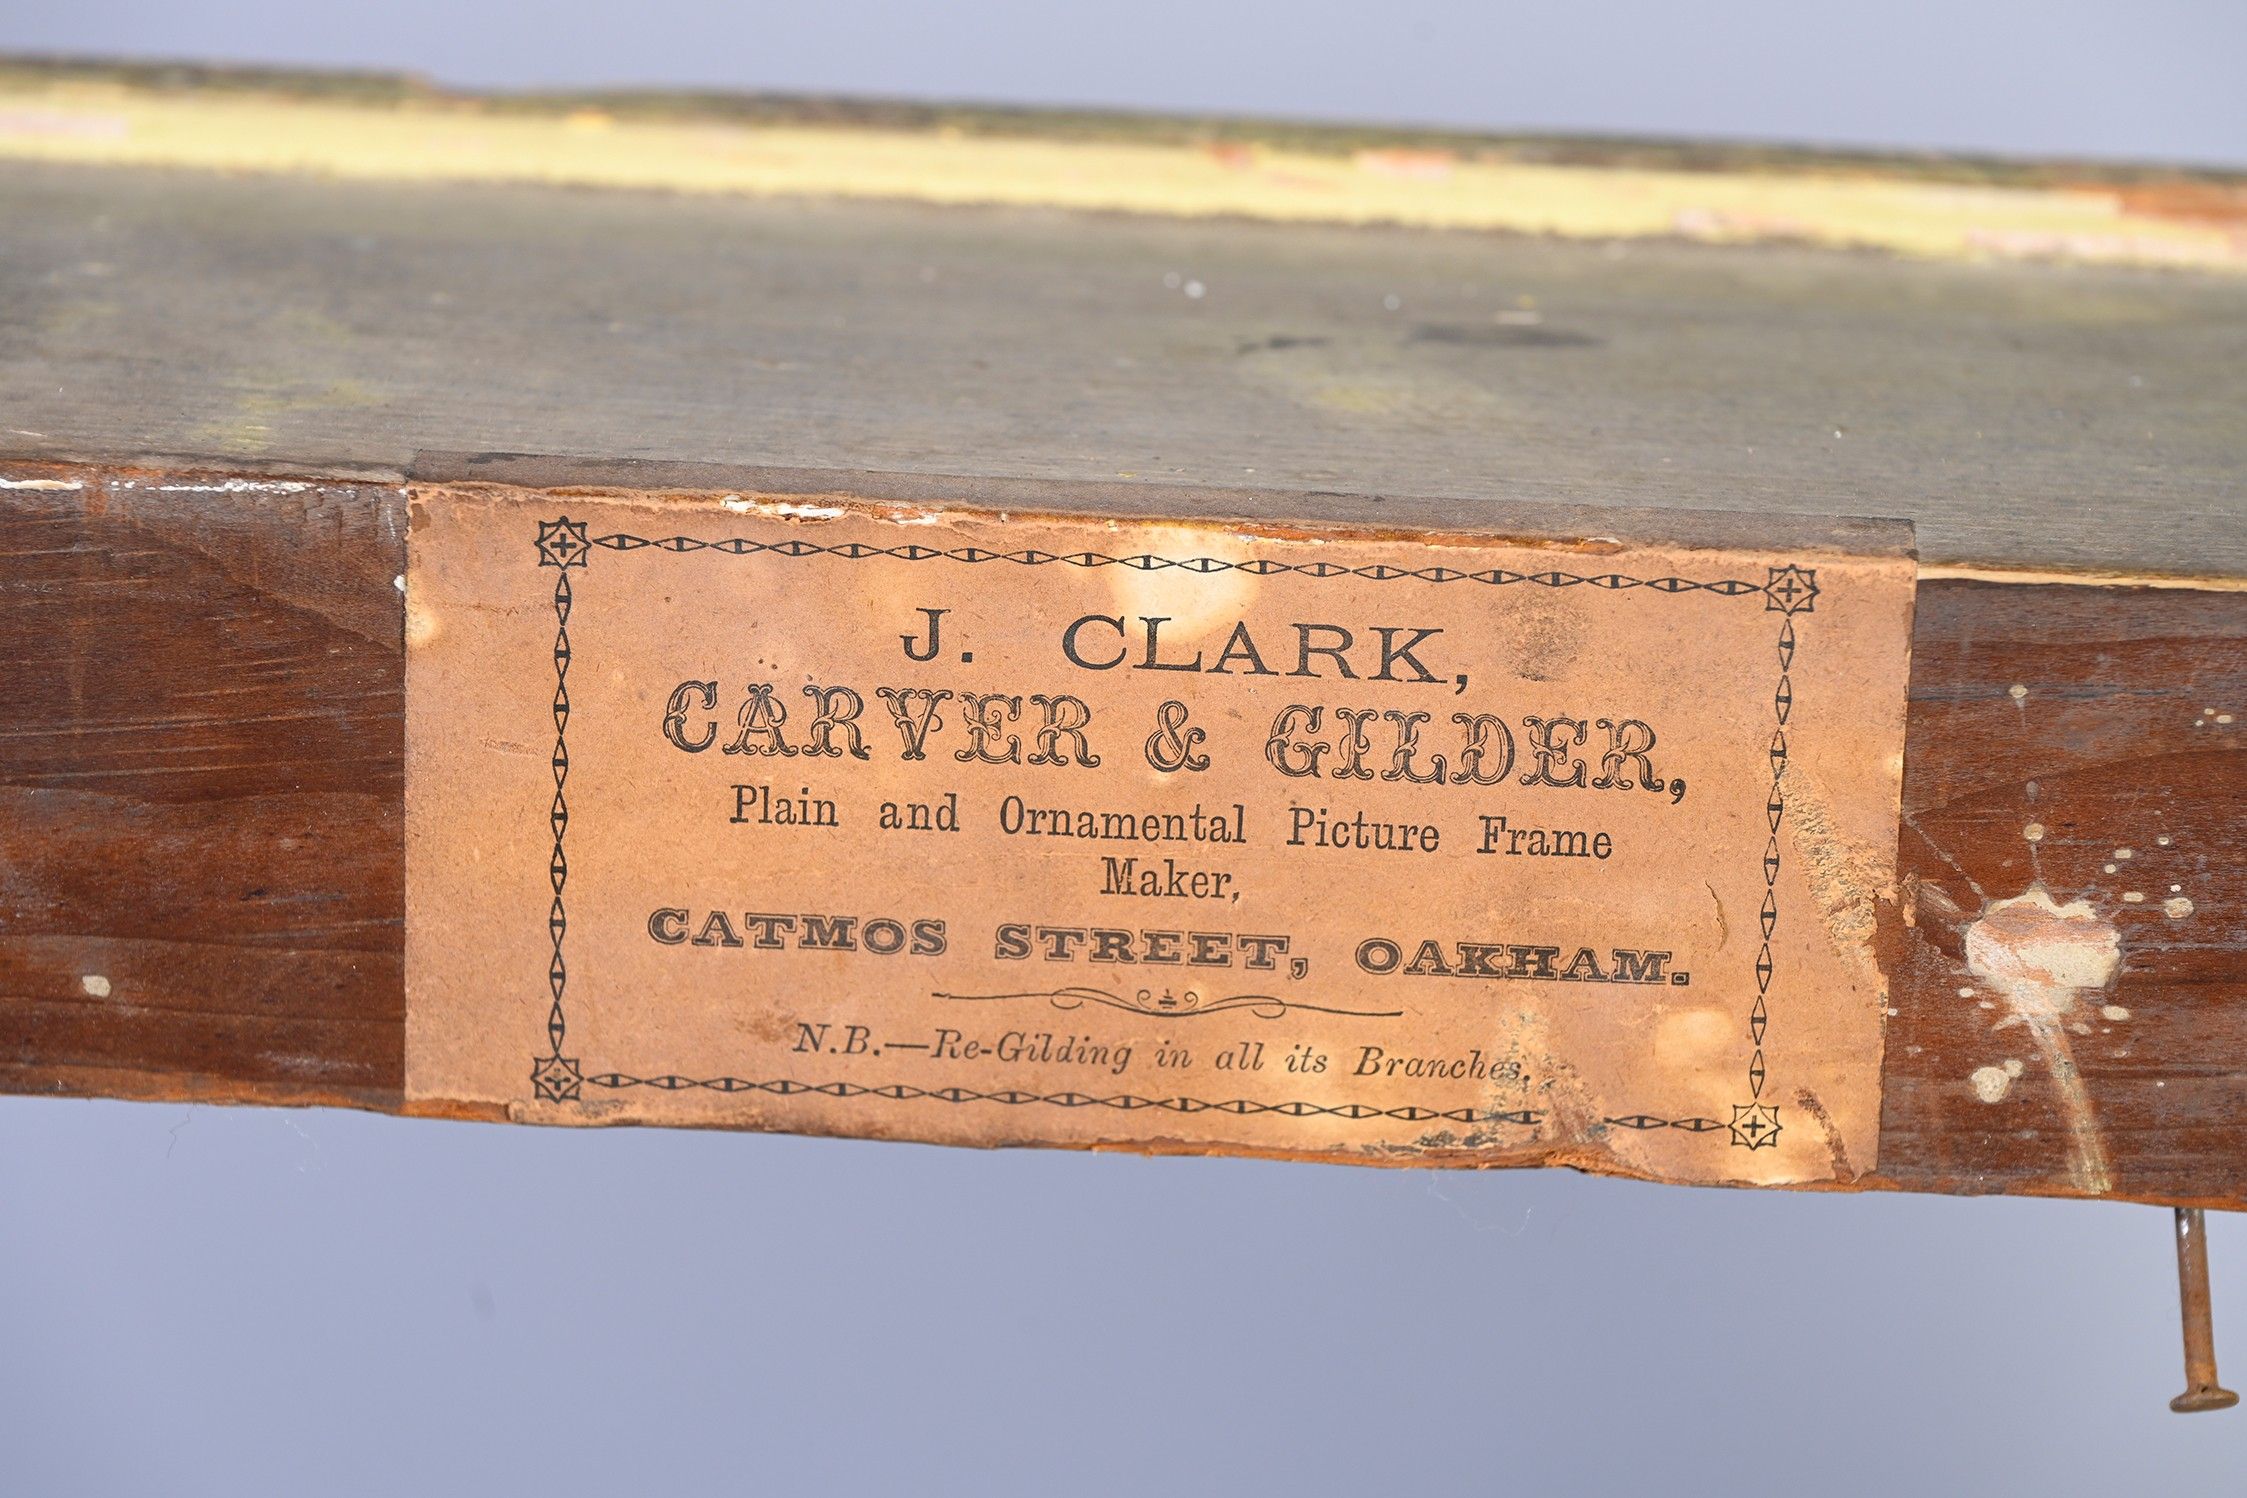 J. CLARK,
CARVER & GILDER,
Plain and Ornamental Picture Frame
Maker,
CATMOS STREET, OAKHAM.
N.B.—Re-Gilding in all its Branches.